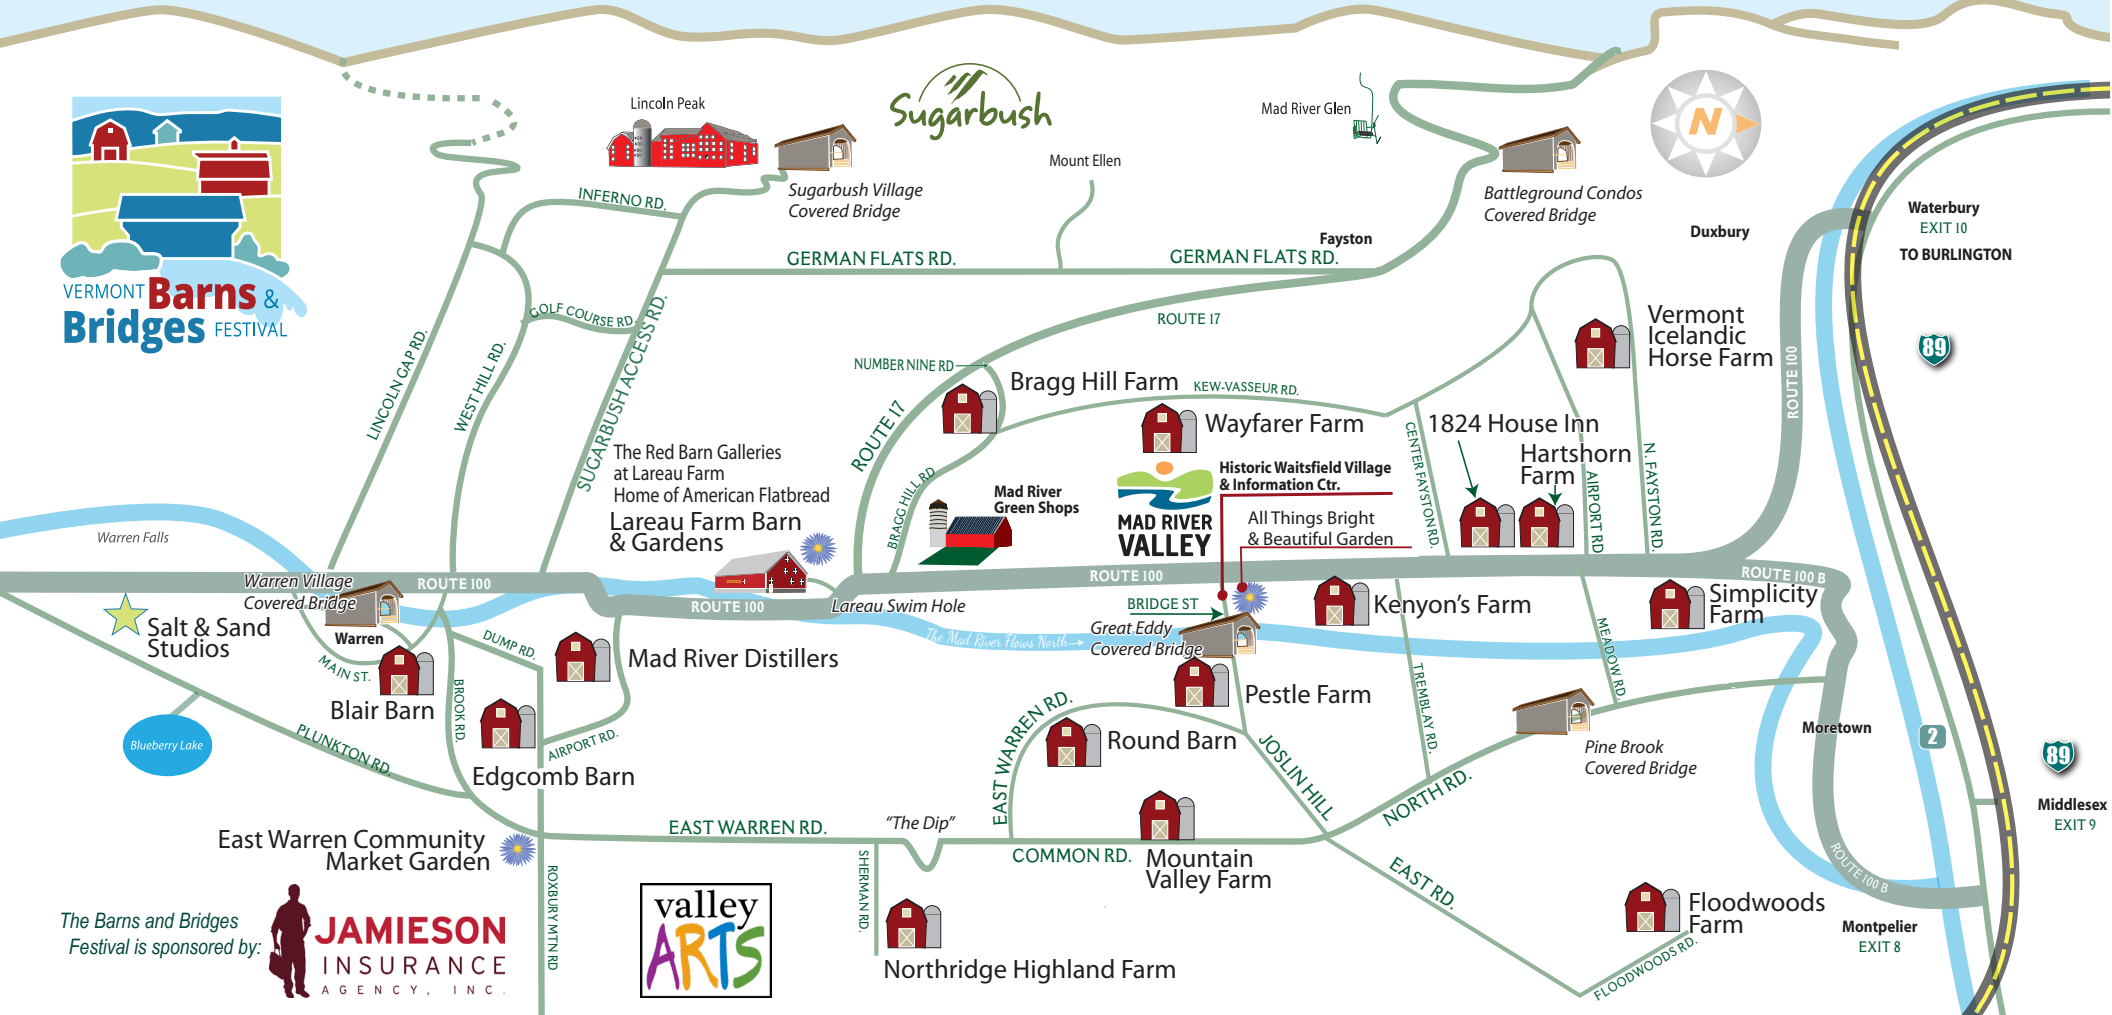 Lincoln Peak
Sugarbush
Mad River Glen
N
Mount Ellen
Sugarbush Village
Covered Bridge
INFERNO RD.
Battleground Condos
Covered Bridge
Duxbury
Waterbury
EXIT 10
TO BURLINGTON
Fayston
GERMAN FLATS RD.
GERMAN FLATS RD.
VERMONT Barns &
Bridges FESTIVAL
GOLF COURSE RD.
ROUTE 17
LINCOLN GAP RD.
WEST HILL RD.
SUGARBUSH ACCESS RD.
NUMBER NINE RD
Bragg Hill Farm
KEW-VASSEUR RD.
Vermont
Icelandic
Horse Farm
89
ROUTE 100
ROUTE 17
Wayfarer Farm
1824 House Inn
Hartshorn
Farm
CENTER FAYSTON RD.
AIRPORT RD
N. FAYSTON RD.
The Red Barn Galleries
at Lareau Farm
Home of American Flatbread
Lareau Farm Barn
& Gardens
BRAGG HILL RD
Mad River
Green Shops
MAD RIVER
VALLEY
Historic Waitsfield Village
& Information Ctr.
All Things Bright
& Beautiful Garden
Warren Falls
Warren Village
Covered Bridge
ROUTE 100
ROUTE 100
ROUTE 100
ROUTE 100 B
Lareau Swim Hole
BRIDGE ST
Great Eddy
Covered Bridge
The Mad River Flows North
Kenyon's Farm
Simplicity
Farm
Salt & Sand
Studios
Warren
MAIN ST.
Blair Barn
DUMP RD.
BROOK RD.
Mad River Distillers
Pestle Farm
TREMBLAY RD.
MEADOW RD.
Blueberry Lake
PLUNKTON RD.
Edgcomb Barn
AIRPORT RD.
EAST WARREN RD.
Round Barn
JOSLIN HILL
NORTH RD.
Pine Brook
Covered Bridge
Moretown
2
89
Middlesex
EXIT 9
East Warren Community
Market Garden
EAST WARREN RD.
"The Dip"
COMMON RD.
Mountain
Valley Farm
EAST RD.
ROUTE 100 B
ROXBURY MTN RD
SHERMAN RD.
Northridge Highland Farm
Floodwoods
Farm
FLOODWOODS RD.
Montpelier
EXIT 8
The Barns and Bridges
Festival is sponsored by:
JAMIESON
INSURANCE
AGENCY, INC.
valley
ARTS